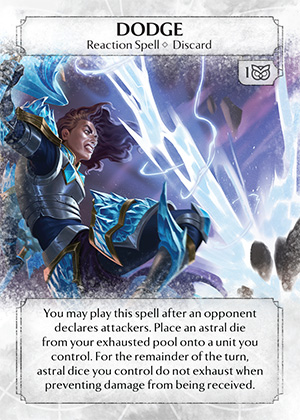 DODGE
Reaction Spell ⬦ Discard
1
You may play this spell after an opponent
declares attackers. Place an astral die
from your exhausted pool onto a unit you
control. For the remainder of the turn,
astral dice you control do not exhaust when
preventing damage from being received.